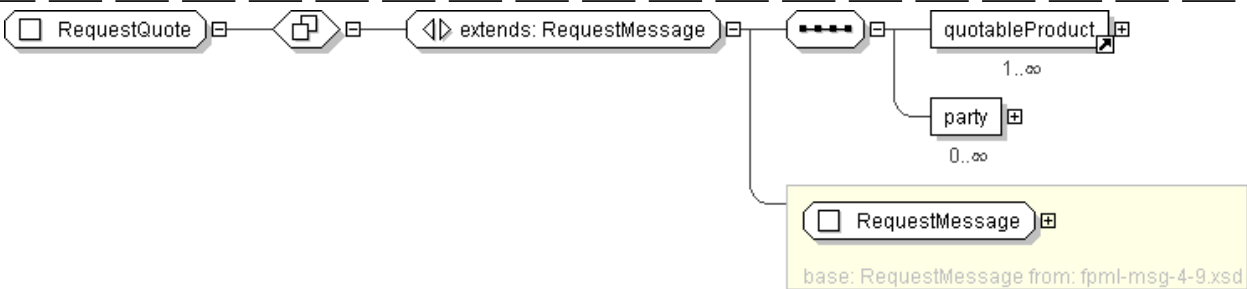 RequestQuote
extends: RequestMessage
quotableProduct
1..∞
party
0..∞
RequestMessage
base: RequestMessage from: fpml-msg-4-9.xsd